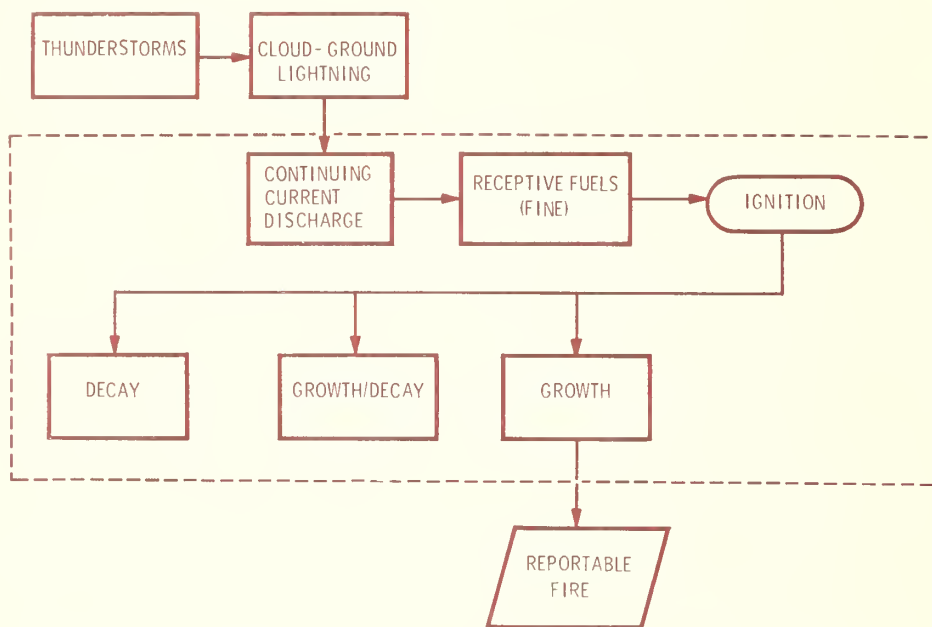 THUNDERSTORMS
CLOUD-GROUND
LIGHTNING
CONTINUING
CURRENT
DISCHARGE
RECEPTIVE FUELS
(FINE)
IGNITION
DECAY
GROWTH/DECAY
GROWTH
REPORTABLE
FIRE